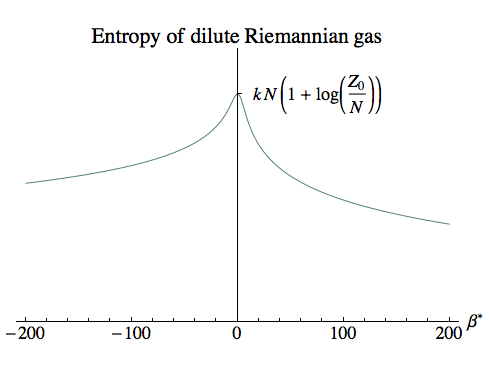 Entropy of dilute Riemannian gas
kN(1 + log(Z₀/N))
−200 −100 0 100 200 β*